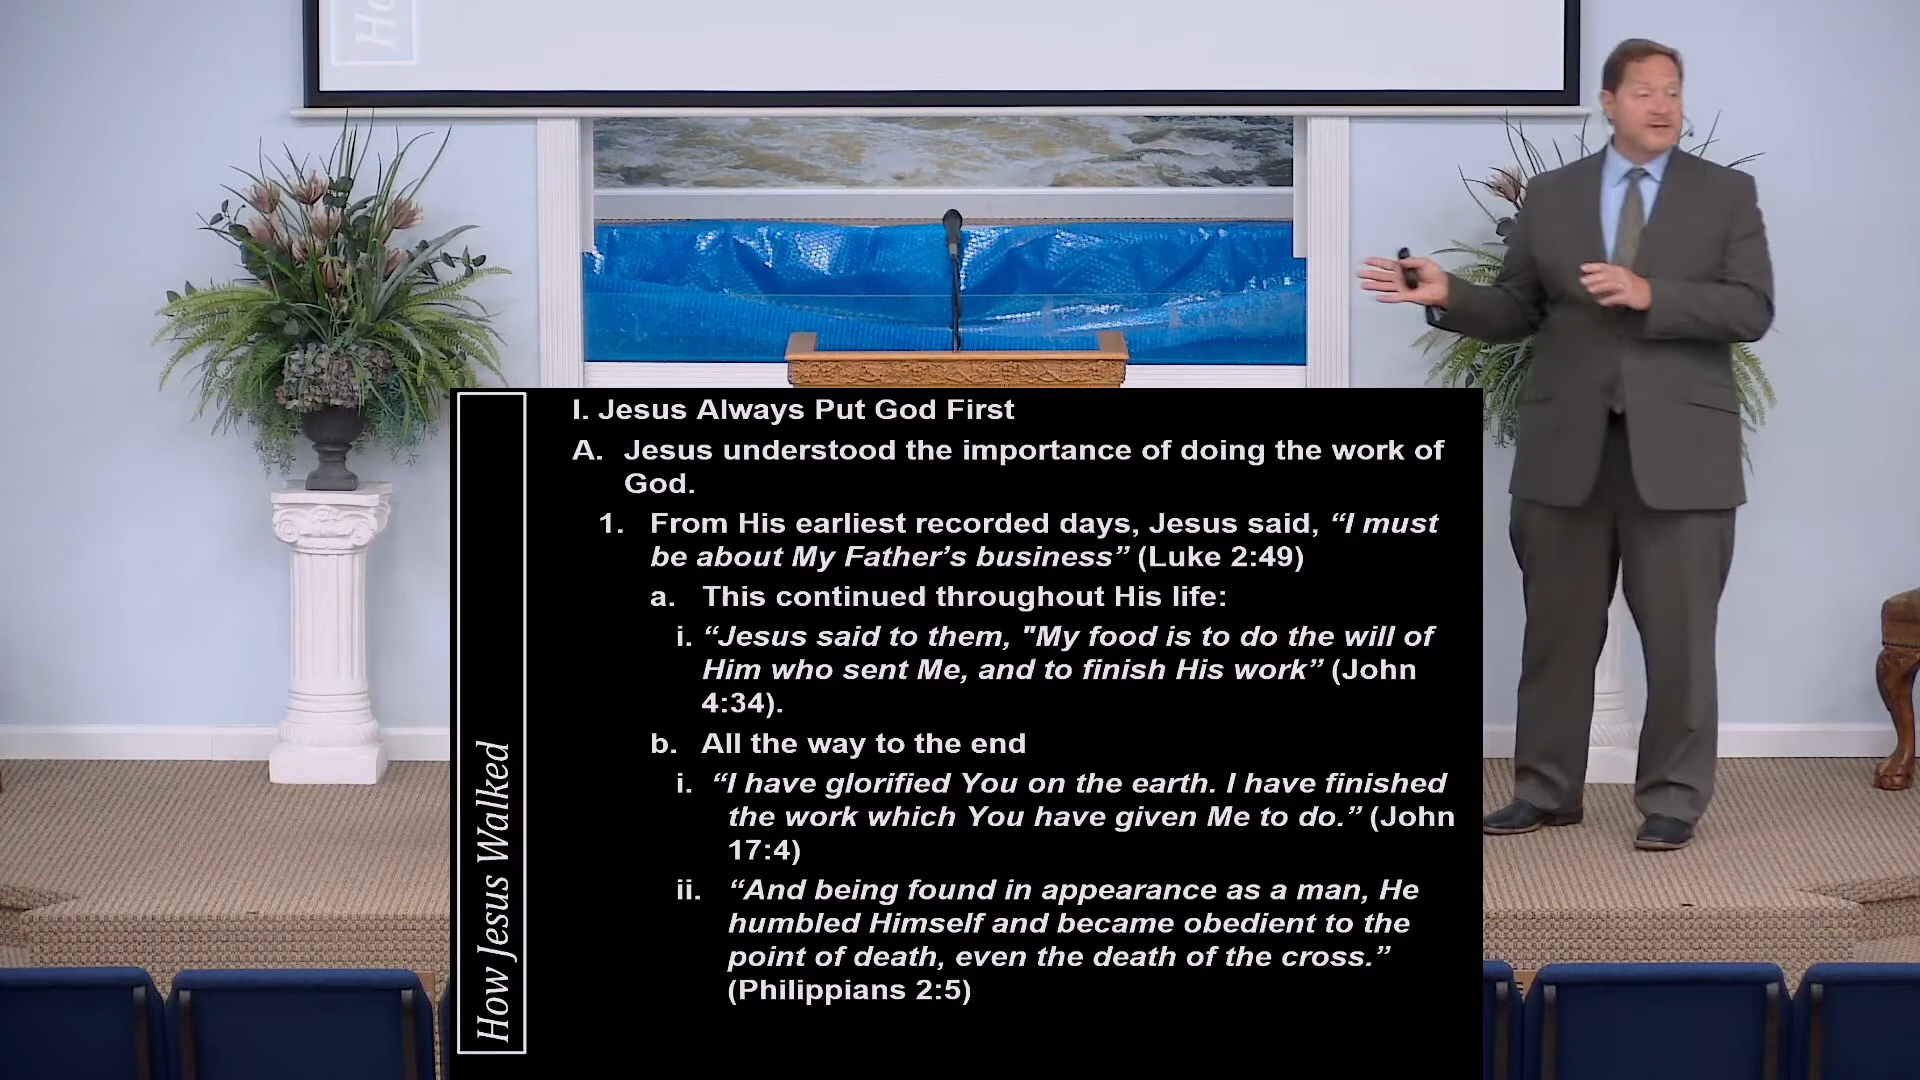 Ho
I. Jesus Always Put God First
A. Jesus understood the importance of doing the work of
God.
1. From His earliest recorded days, Jesus said, “I must
be about My Father’s business” (Luke 2:49)
a. This continued throughout His life:
i. “Jesus said to them, "My food is to do the will of
Him who sent Me, and to finish His work” (John
4:34).
b. All the way to the end
i. “I have glorified You on the earth. I have finished
the work which You have given Me to do.” (John
17:4)
ii. “And being found in appearance as a man, He
humbled Himself and became obedient to the
point of death, even the death of the cross.”
(Philippians 2:5)
How Jesus Walked